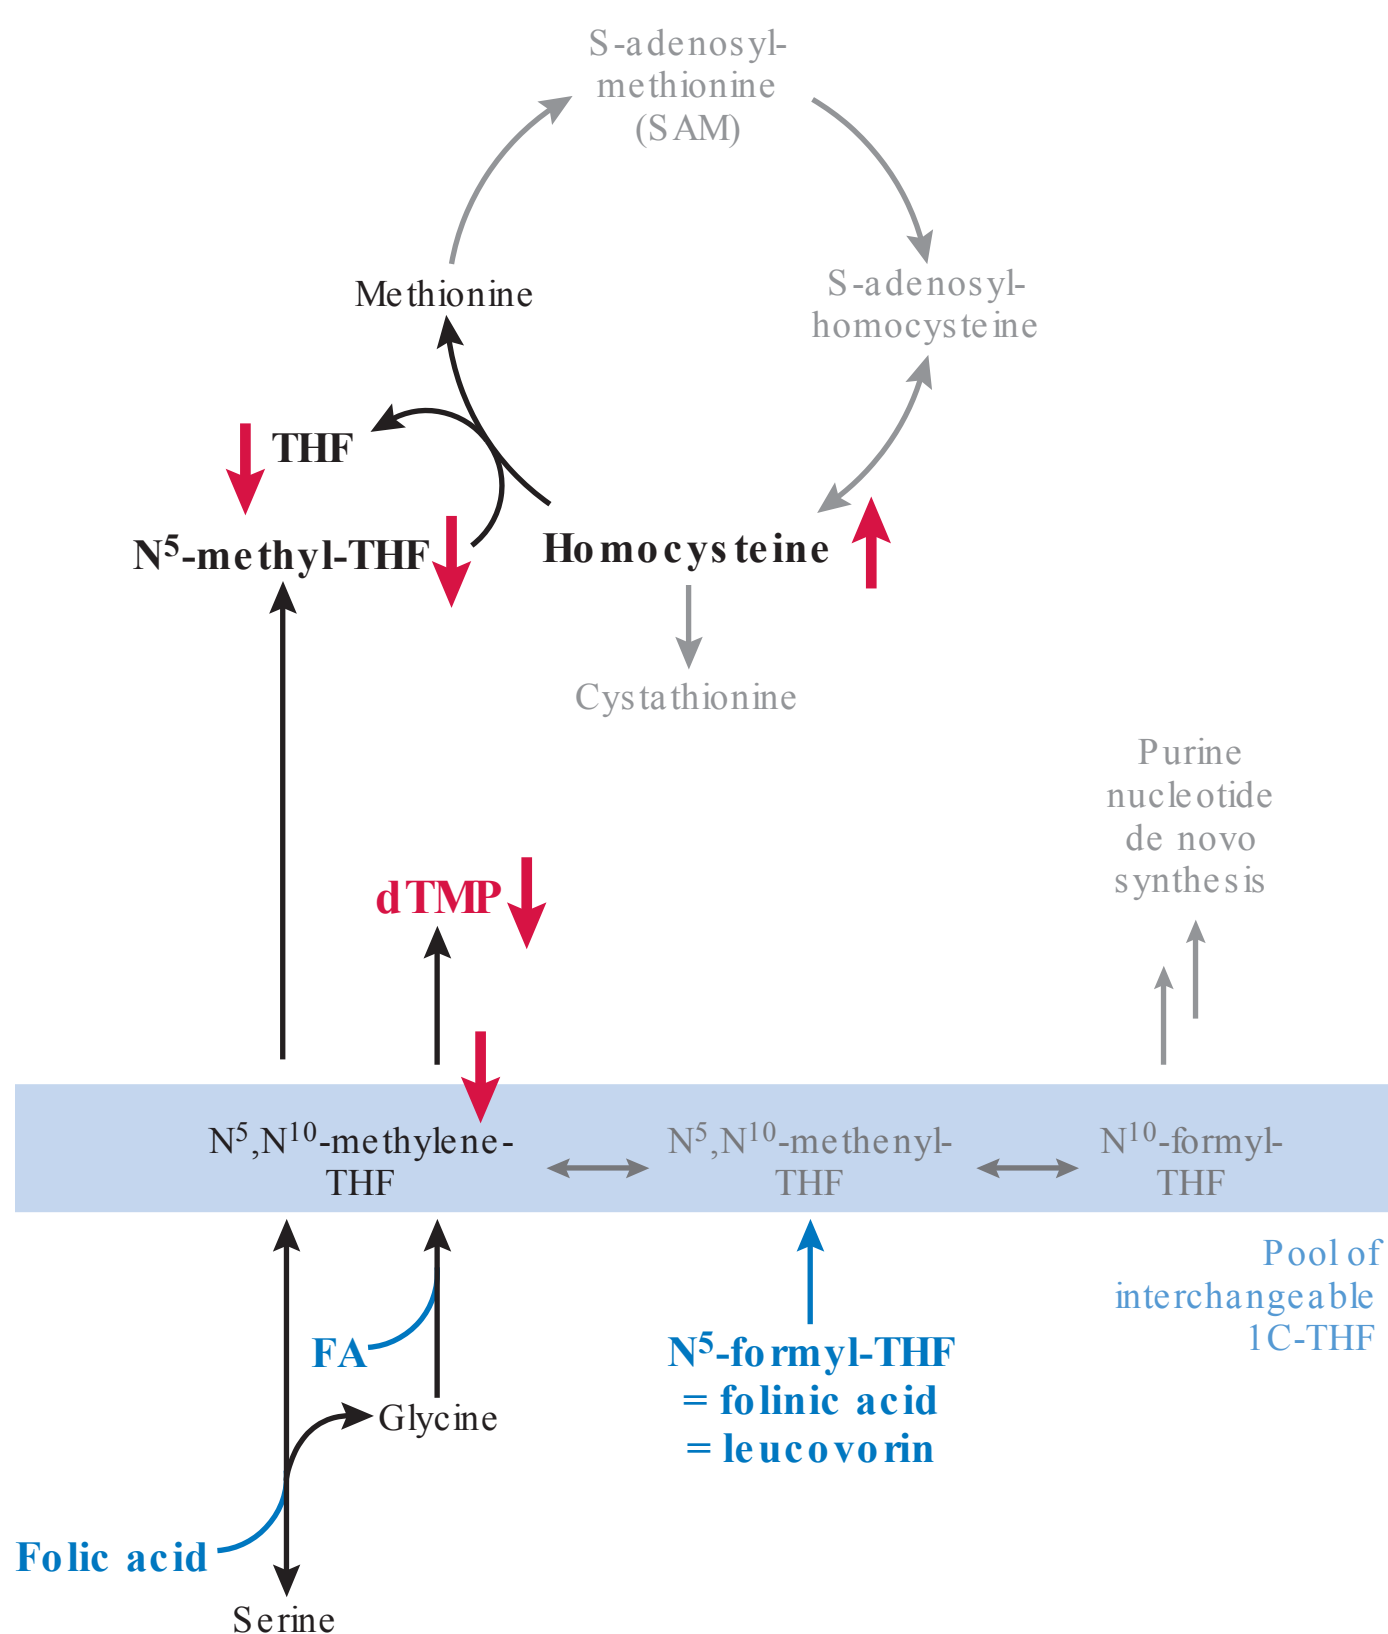 S-adenosyl-
methionine
(SAM)
S-adenosyl-
homocysteine
Methionine
THF
N⁵-methyl-THF
Homocysteine
Cystathionine
Purine
nucleotide
de novo
synthesis
dTMP
N⁵,N¹⁰-methylene-
THF
N⁵,N¹⁰-methenyl-
THF
N¹⁰-formyl-
THF
Pool of
interchangeable
1C-THF
FA
N⁵-formyl-THF
= folinic acid
= leucovorin
Glycine
Folic acid
Serine